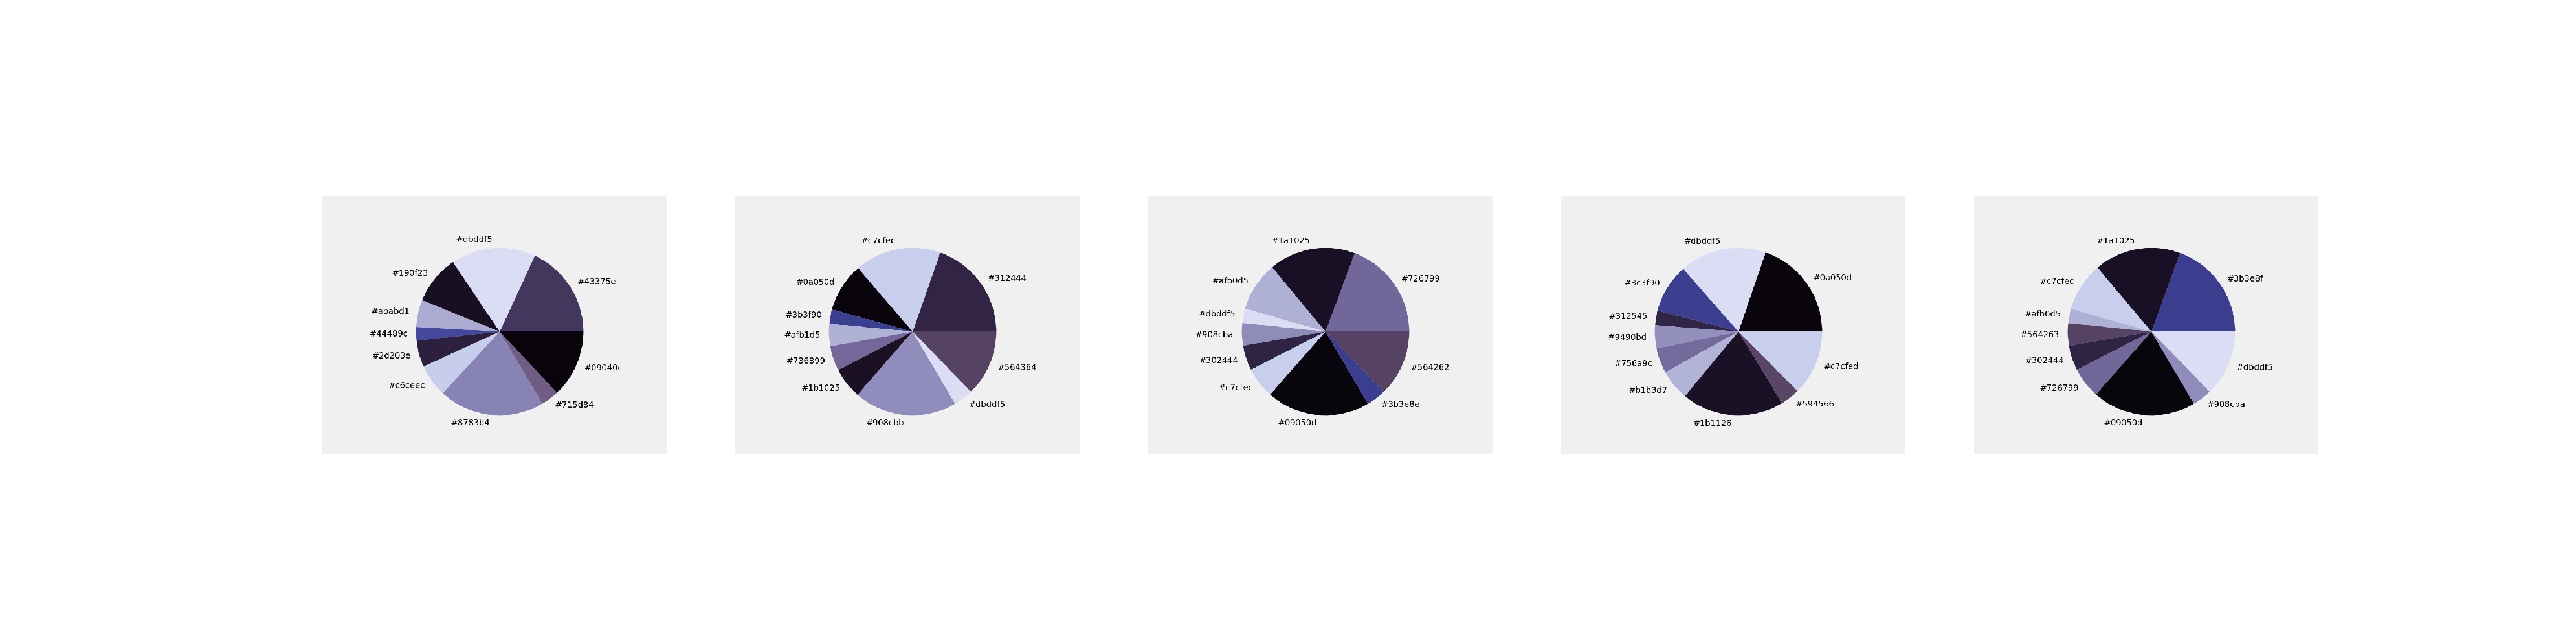 #dbddf5
#190f23
#43375e
#ababd1
#44489c
#2d203e
#09040c
#c6ceec
#715d84
#8783b4
#c7cfec
#312444
#0a050d
#3b3f90
#afb1d5
#736899
#564364
#1b1025
#dbddf5
#908cbb
#1a1025
#726799
#afb0d5
#dbddf5
#908cba
#302444
#564262
#c7cfec
#3b3e8e
#09050d
#dbddf5
#0a050d
#3c3f90
#312545
#9490bd
#756a9c
#c7cfed
#b1b3d7
#594566
#1b1126
#1a1025
#3b3e8f
#c7cfec
#afb0d5
#564263
#302444
#dbddf5
#726799
#908cba
#09050d